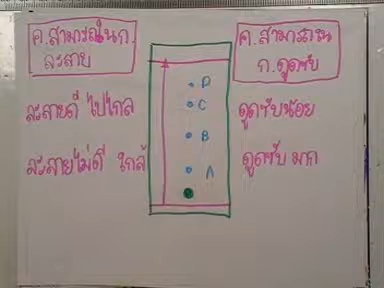 ค.สามารถในก.
ละลาย
ค.สามารถใน
ก.ดูดซับ
D
C
ละลายดี ไปไกล
ดูดซับน้อย
B
ละลายไม่ดี ใกล้
A
ดูดซับ มาก